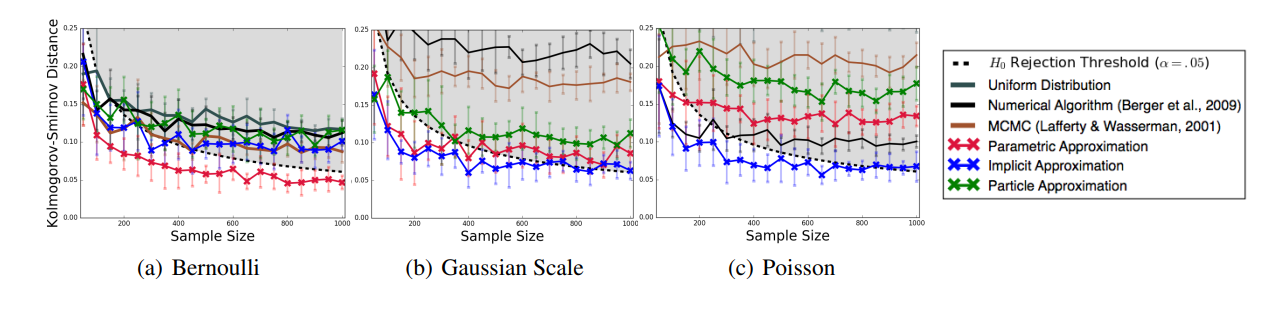 Kolmogorov-Smirnov Distance
0.25
0.20
0.15
0.10
0.05
0.00
200
400
600
800
1000
Sample Size
(a) Bernoulli
0.25
0.20
0.15
0.10
0.05
0.00
200
400
600
800
1000
Sample Size
(b) Gaussian Scale
0.25
0.20
0.15
0.10
0.05
0.00
200
400
600
800
1000
Sample Size
(c) Poisson
H₀ Rejection Threshold (α = .05)
Uniform Distribution
Numerical Algorithm (Berger et al., 2009)
MCMC (Lafferty & Wasserman, 2001)
Parametric Approximation
Implicit Approximation
Particle Approximation